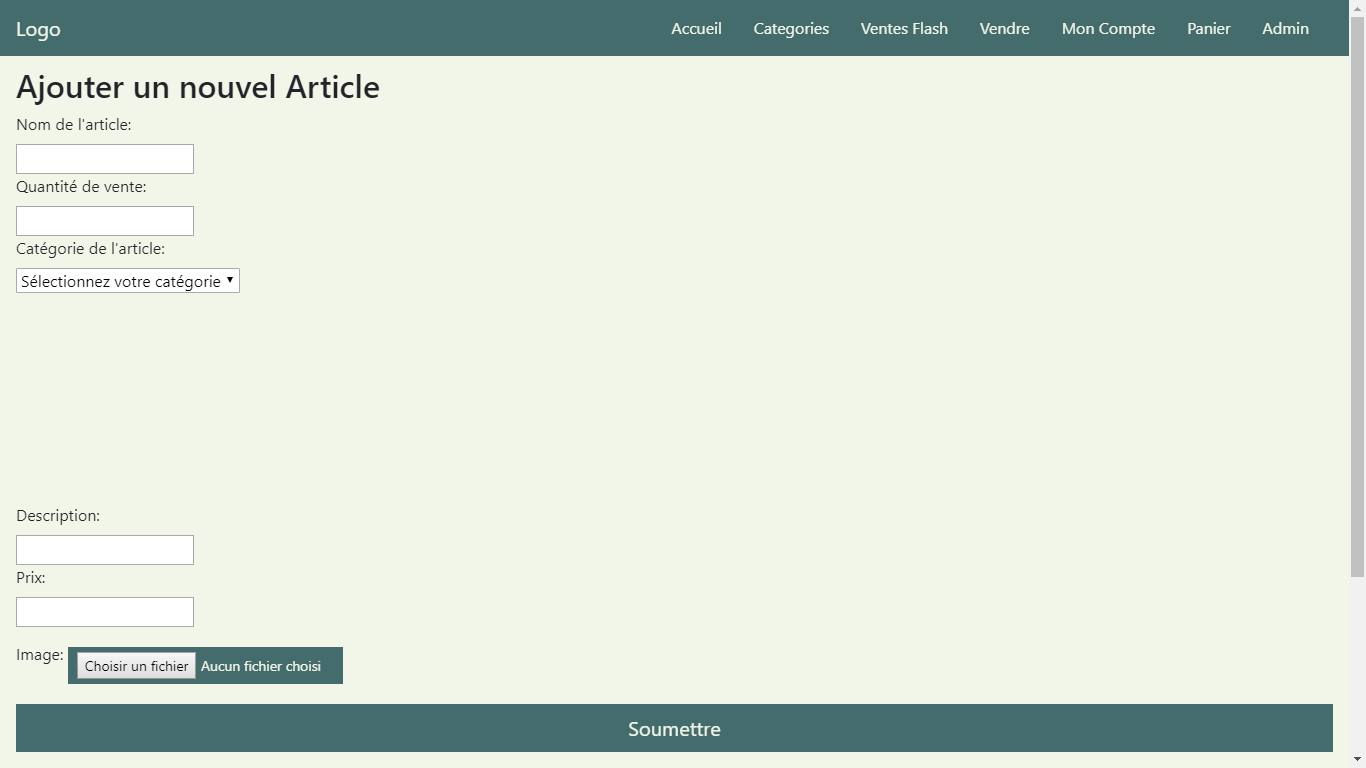 Logo
Accueil Categories Ventes Flash Vendre Mon Compte Panier Admin
Ajouter un nouvel Article
Nom de l'article:
Quantité de vente:
Catégorie de l'article:
Sélectionnez votre catégorie
Description:
Prix:
Image: Choisir un fichier Aucun fichier choisi
Soumettre